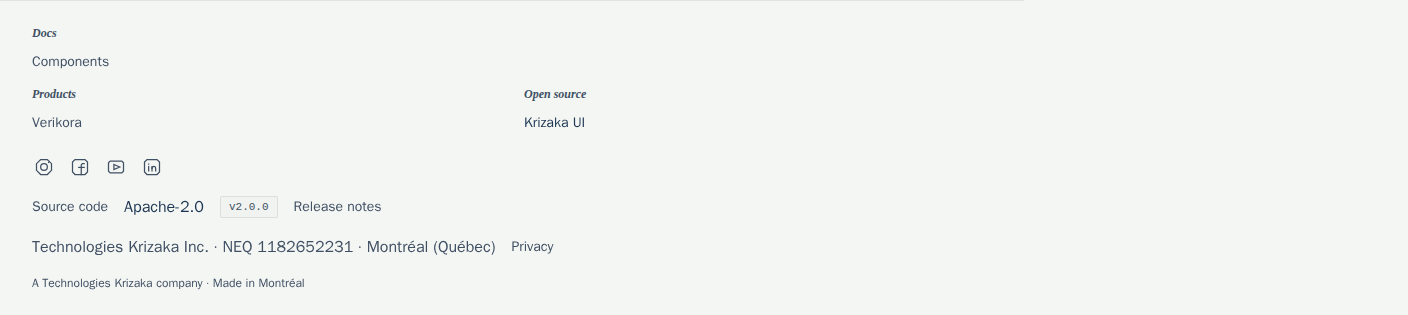 Docs
Components
Products
Open source
Verikora
Krizaka UI
Source code Apache-2.0 v2.0.0 Release notes
Technologies Krizaka Inc. · NEQ 1182652231 · Montréal (Québec) Privacy
A Technologies Krizaka company · Made in Montréal